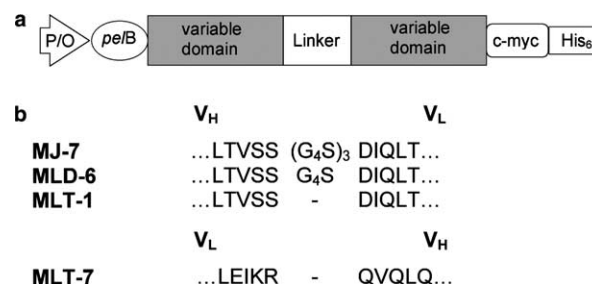 a
P/O pelB variable domain Linker variable domain c-myc His6
b
VH VL
MJ-7 ...LTVSS (G4S)3 DIQLT...
MLD-6 ...LTVSS G4S DIQLT...
MLT-1 ...LTVSS - DIQLT...
VL VH
MLT-7 ...LEIKR - QVQLQ...